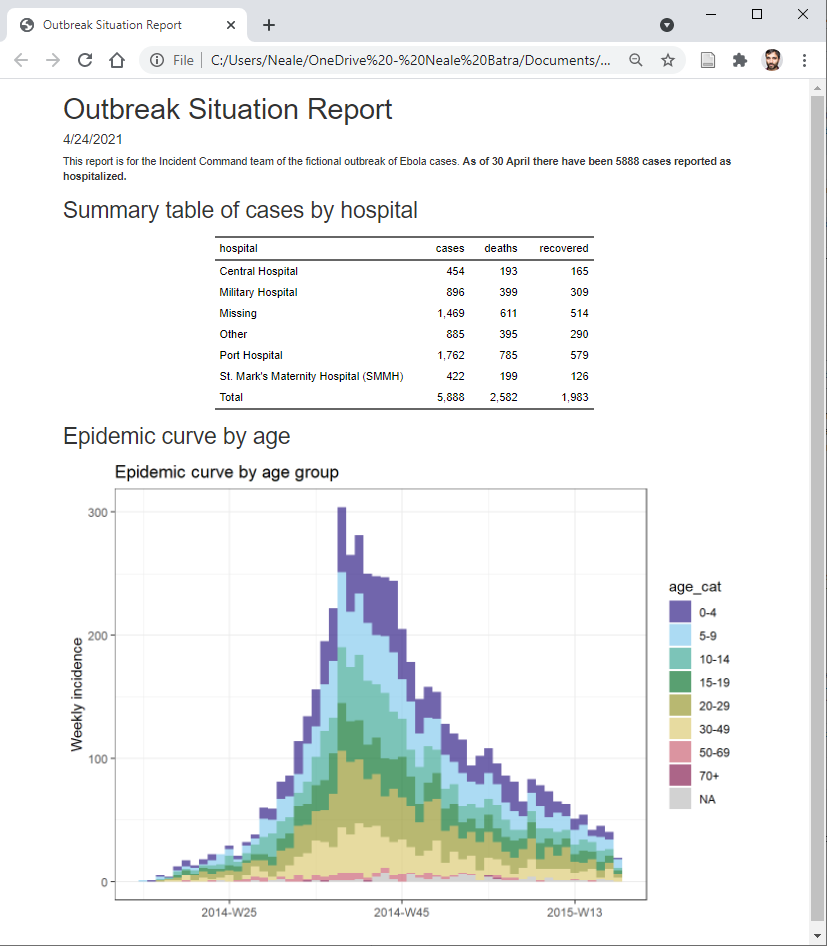 Outbreak Situation Report
File C:/Users/Neale/OneDrive%20-%20Neale%20Batra/Documents/...
Outbreak Situation Report
4/24/2021
This report is for the Incident Command team of the fictional outbreak of Ebola cases. As of 30 April there have been 5888 cases reported as
hospitalized.
Summary table of cases by hospital
hospital cases deaths recovered
Central Hospital 454 193 165
Military Hospital 896 399 309
Missing 1,469 611 514
Other 885 395 290
Port Hospital 1,762 785 579
St. Mark's Maternity Hospital (SMMH) 422 199 126
Total 5,888 2,582 1,983
Epidemic curve by age
Epidemic curve by age group
300
200
100
0
Weekly incidence
2014-W25 2014-W45 2015-W13
age_cat
0-4
5-9
10-14
15-19
20-29
30-49
50-69
70+
NA